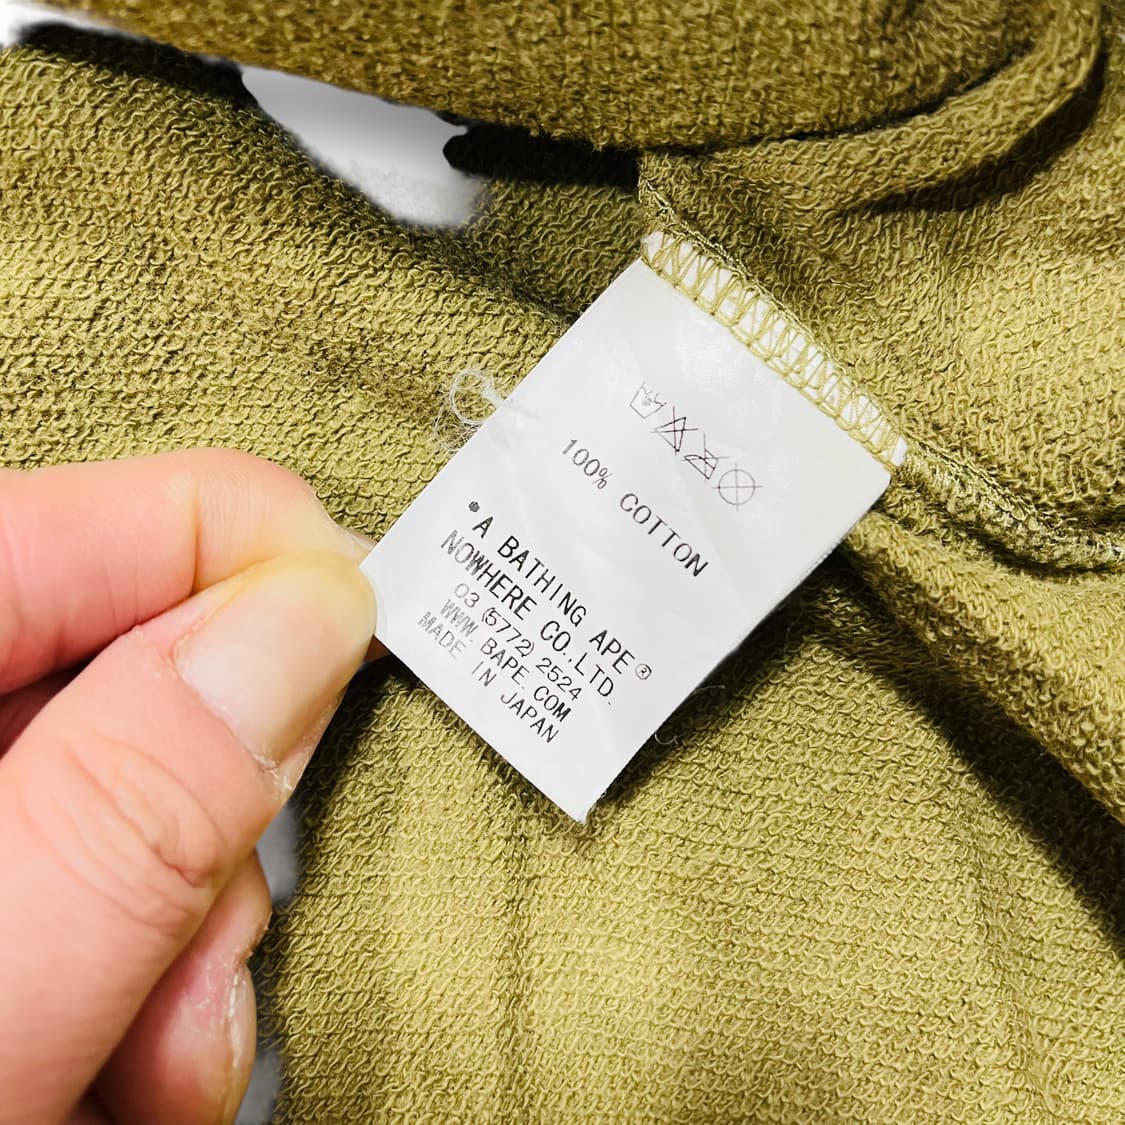 100% COTTON
*A BATHING APE®
NOWHERE CO.,LTD.
03 (5772) 2524
WWW. BAPE. COM
MADE IN JAPAN